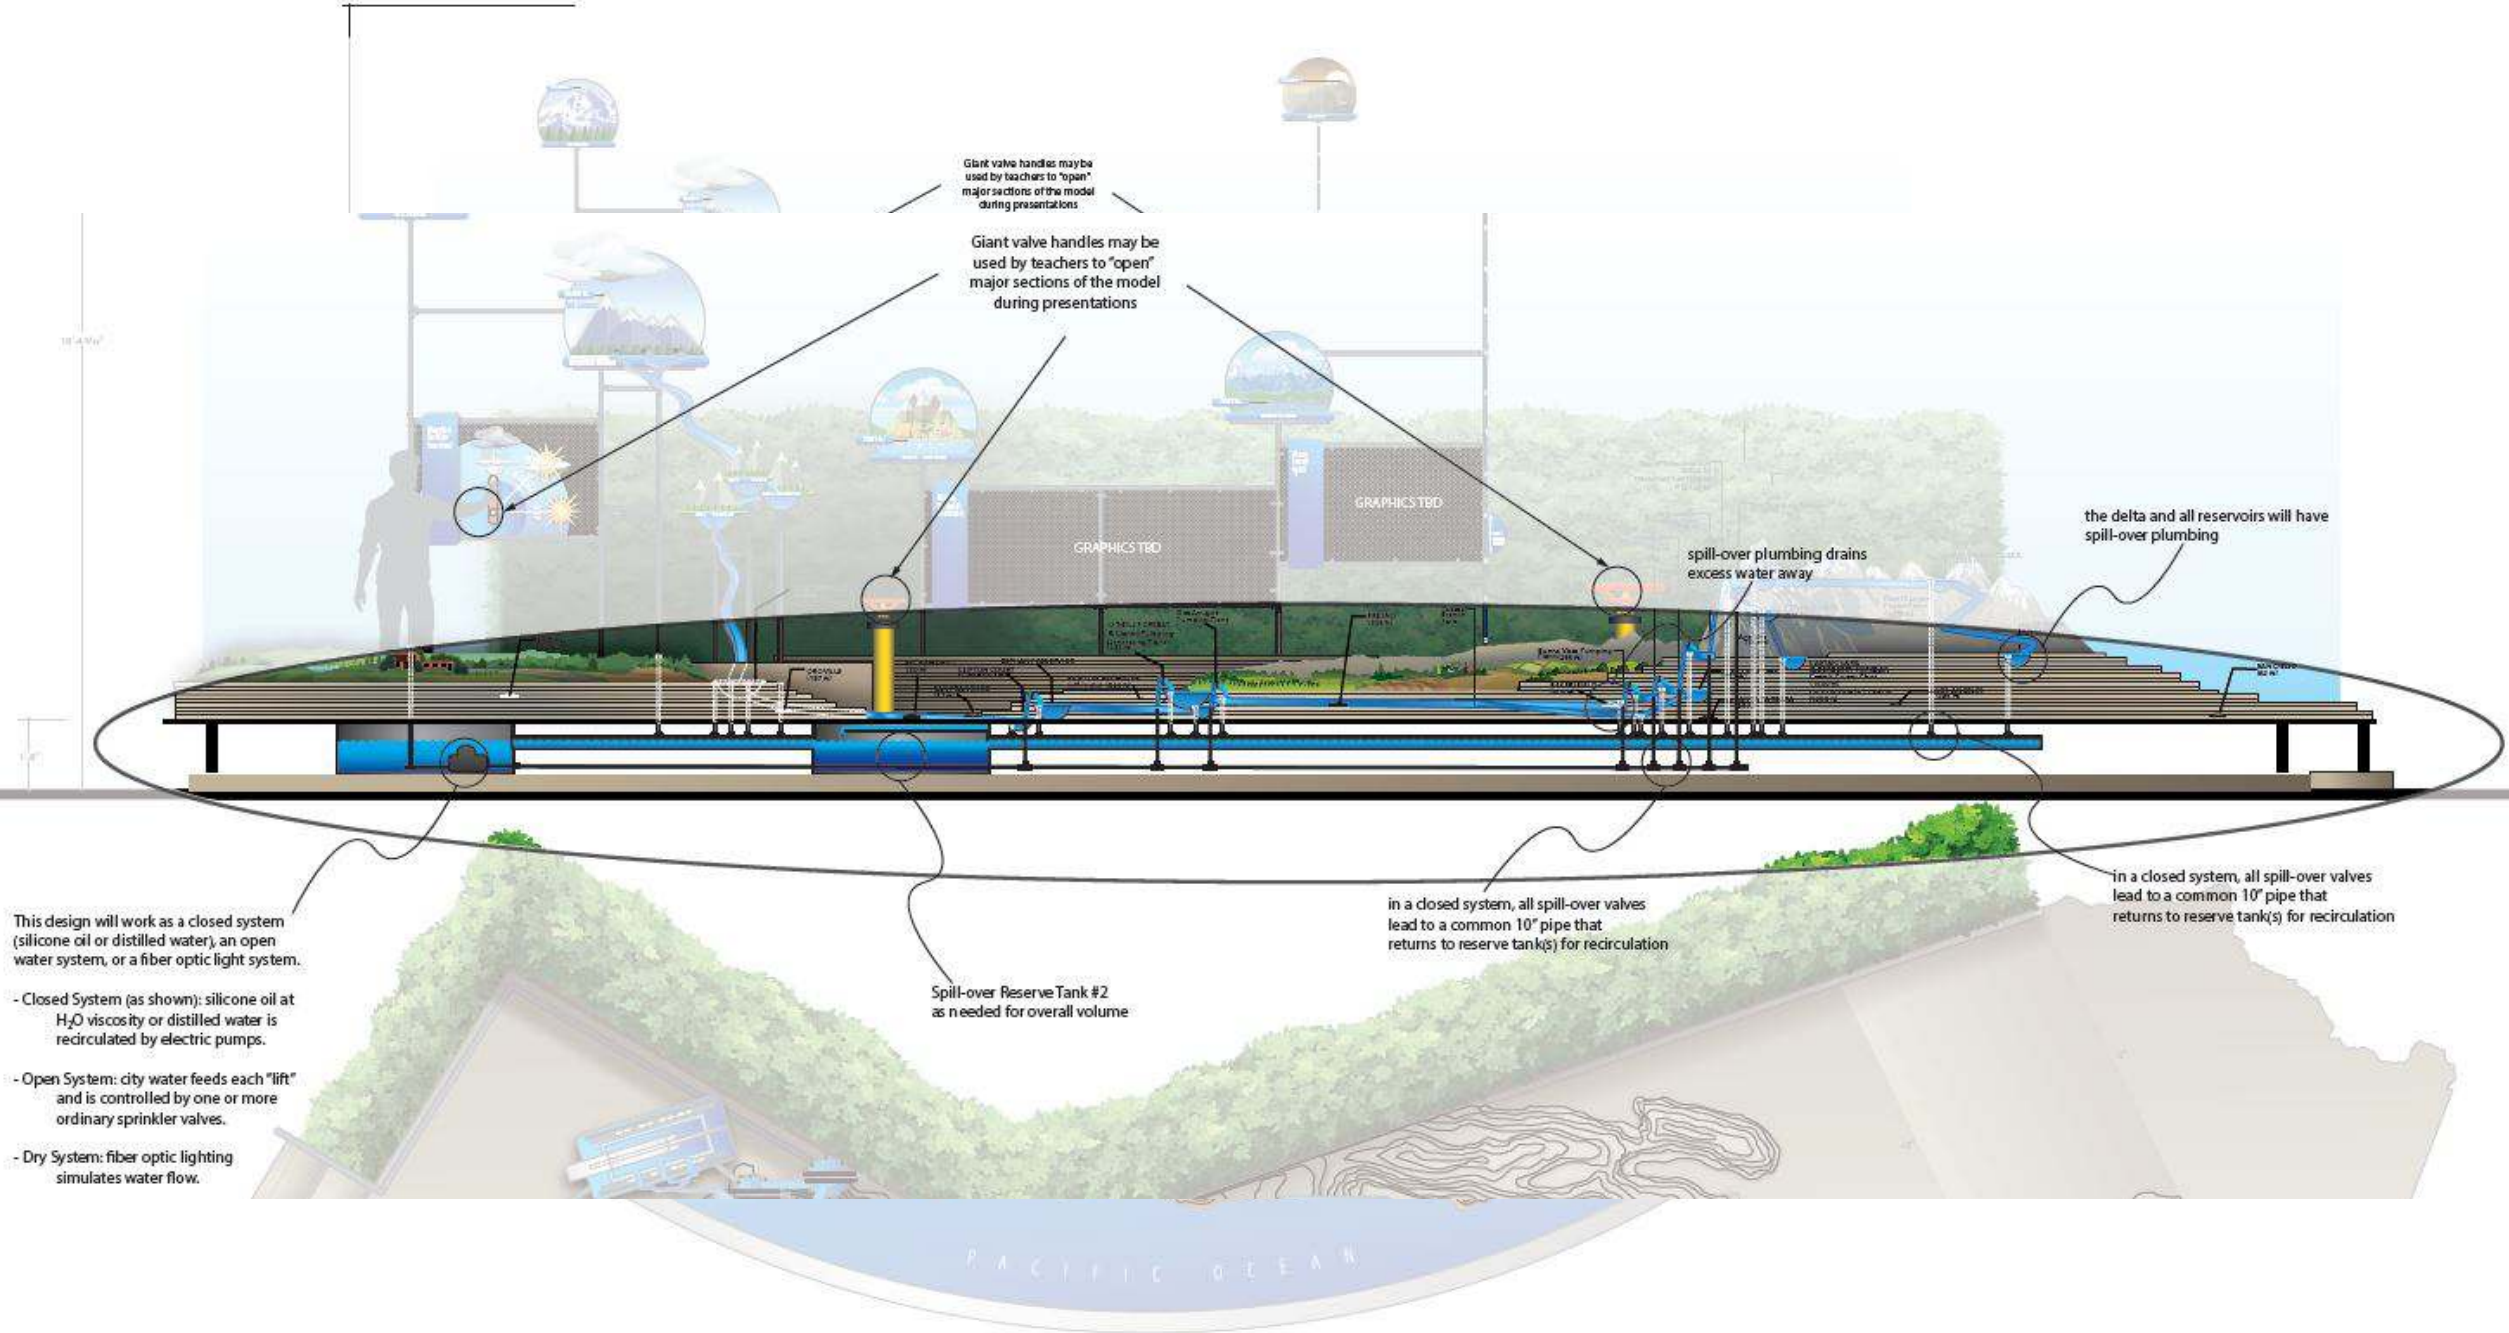 Giant valve handles may be
used by teachers to "open"
major sections of the model
during presentations
Giant valve handles may be
used by teachers to "open"
major sections of the model
during presentations
GRAPHICS TBD
GRAPHICS TBD
the delta and all reservoirs will have
spill-over plumbing
spill-over plumbing drains
excess water away
This design will work as a closed system
(silicone oil or distilled water), an open
water system, or a fiber optic light system.
- Closed System (as shown): silicone oil at
H₂O viscosity or distilled water is
recirculated by electric pumps.
- Open System: city water feeds each "lift"
and is controlled by one or more
ordinary sprinkler valves.
- Dry System: fiber optic lighting
simulates water flow.
Spill-over Reserve Tank #2
as needed for overall volume
in a closed system, all spill-over valves
lead to a common 10" pipe that
returns to reserve tank(s) for recirculation
in a closed system, all spill-over valves
lead to a common 10" pipe that
returns to reserve tank(s) for recirculation
PACIFIC OCEAN